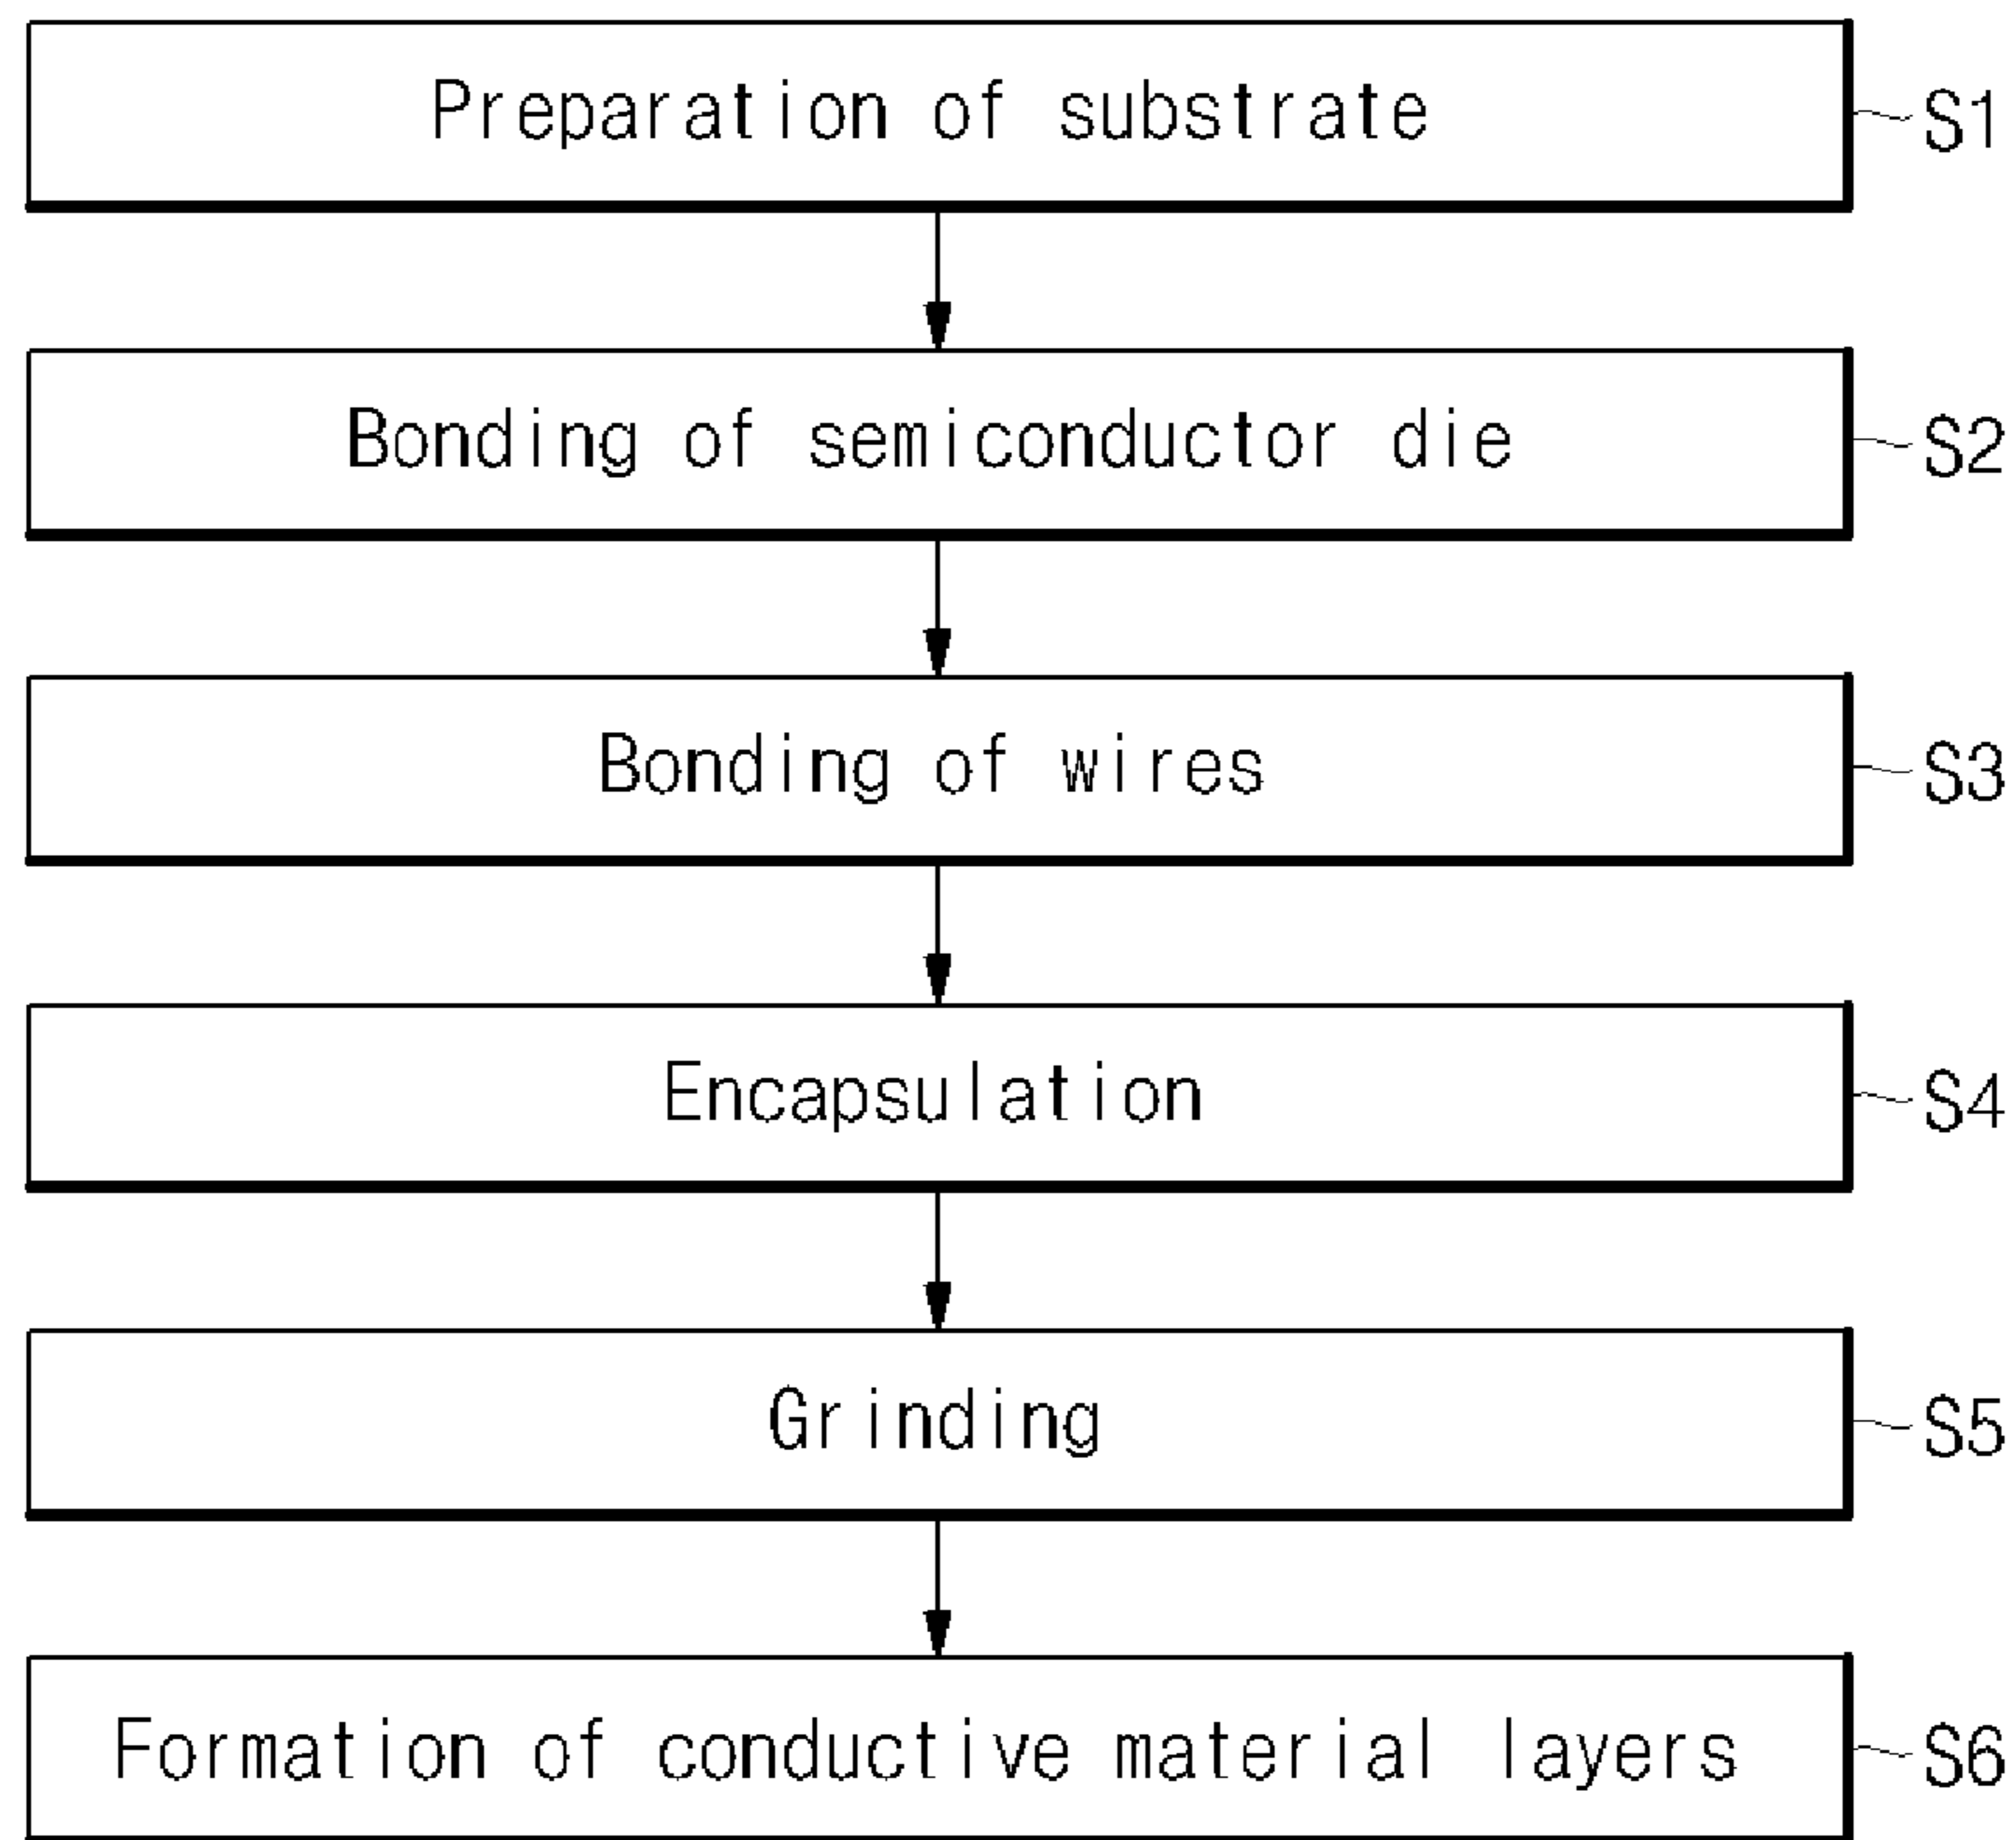 Preparation of substrate S1
Bonding of semiconductor die S2
Bonding of wires S3
Encapsulation S4
Grinding S5
Formation of conductive material layers S6